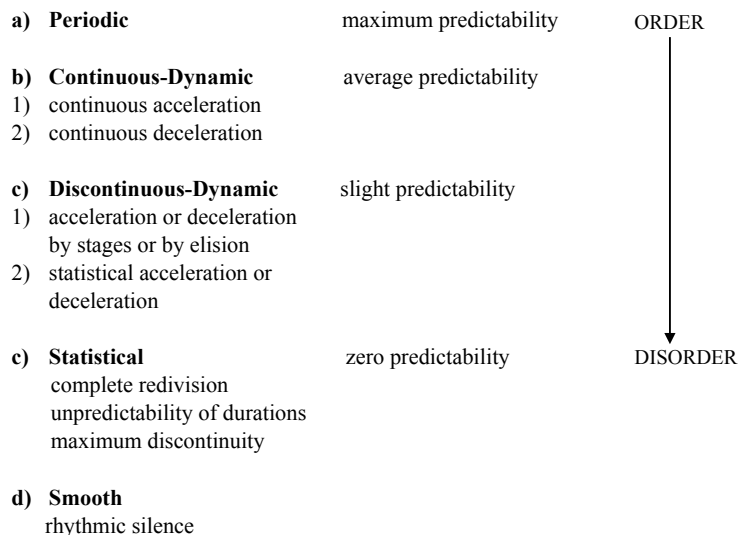 a) Periodic maximum predictability ORDER
b) Continuous-Dynamic average predictability
1) continuous acceleration
2) continuous deceleration
c) Discontinuous-Dynamic slight predictability
1) acceleration or deceleration
by stages or by elision
2) statistical acceleration or
deceleration
c) Statistical zero predictability DISORDER
complete redivision
unpredictability of durations
maximum discontinuity
d) Smooth
rhythmic silence